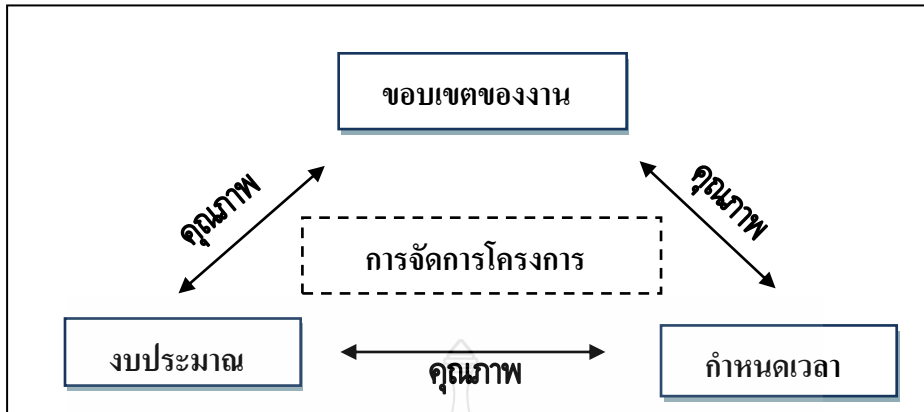 ขอบเขตของงาน
คุณภาพ
คุณภาพ
การจัดการโครงการ
งบประมาณ
กำหนดเวลา
คุณภาพ